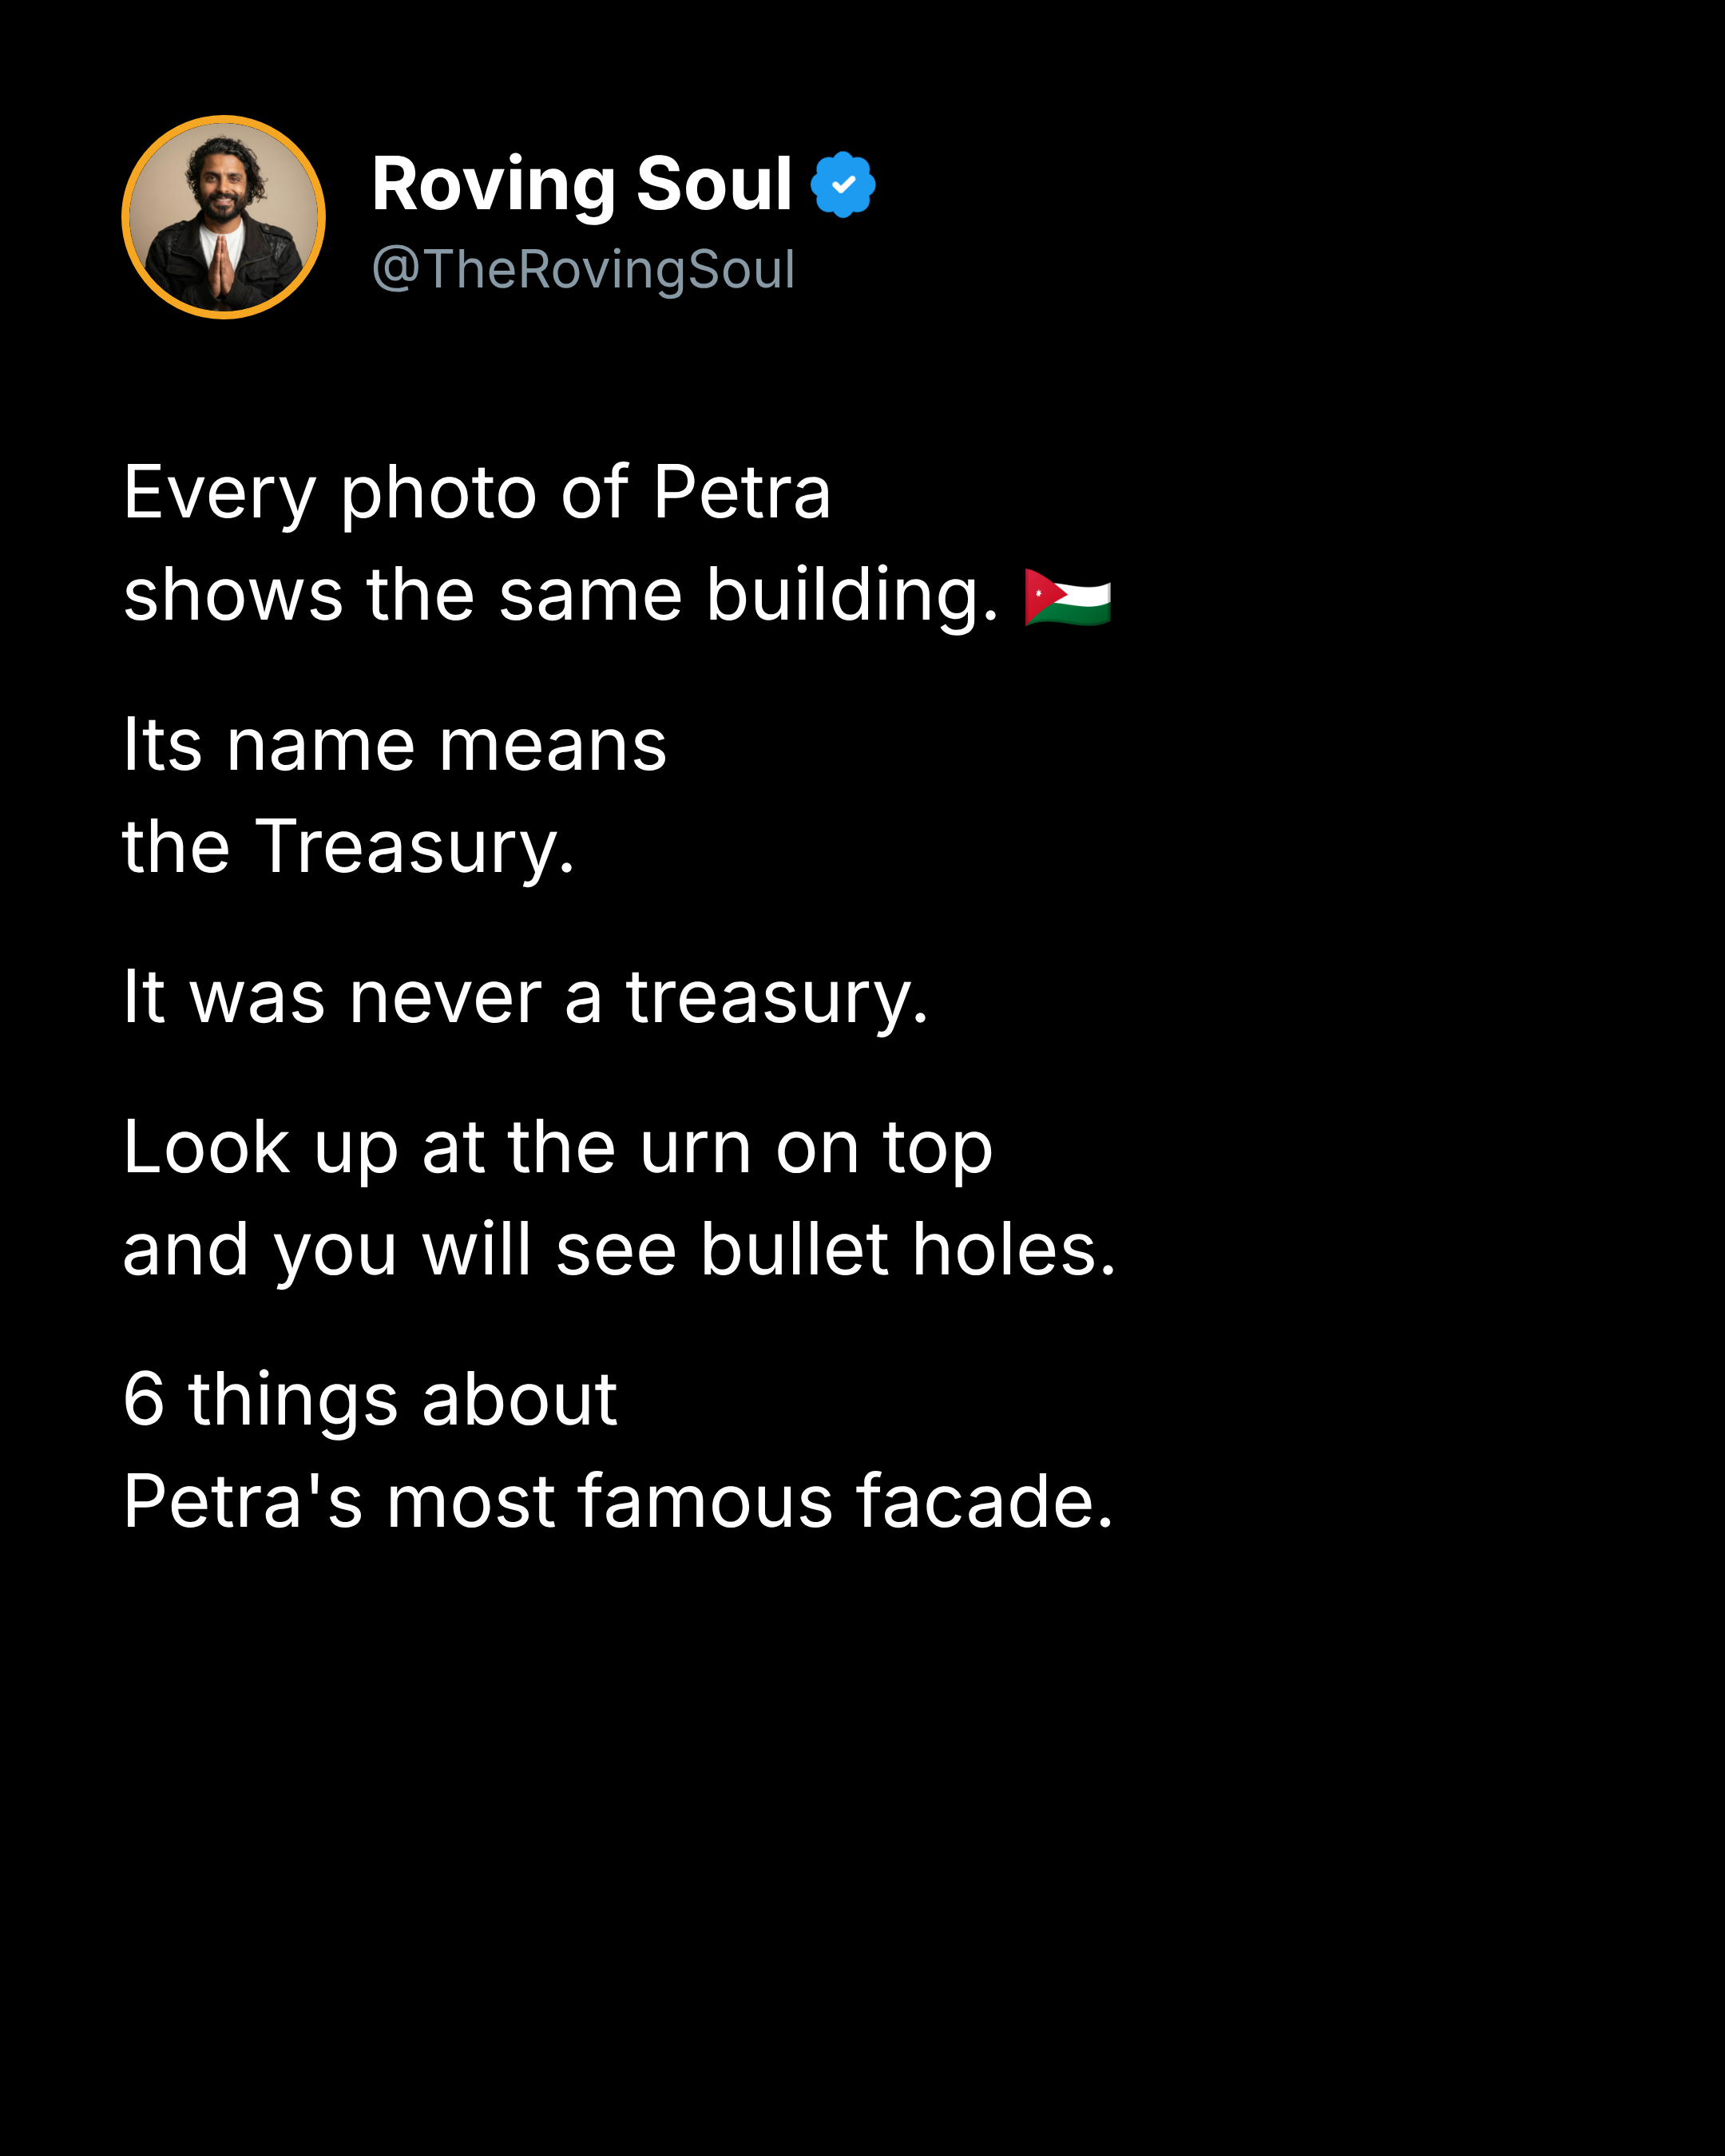 Roving Soul
@TheRovingSoul
Every photo of Petra
shows the same building. 🇯🇴
Its name means
the Treasury.
It was never a treasury.
Look up at the urn on top
and you will see bullet holes.
6 things about
Petra's most famous facade.